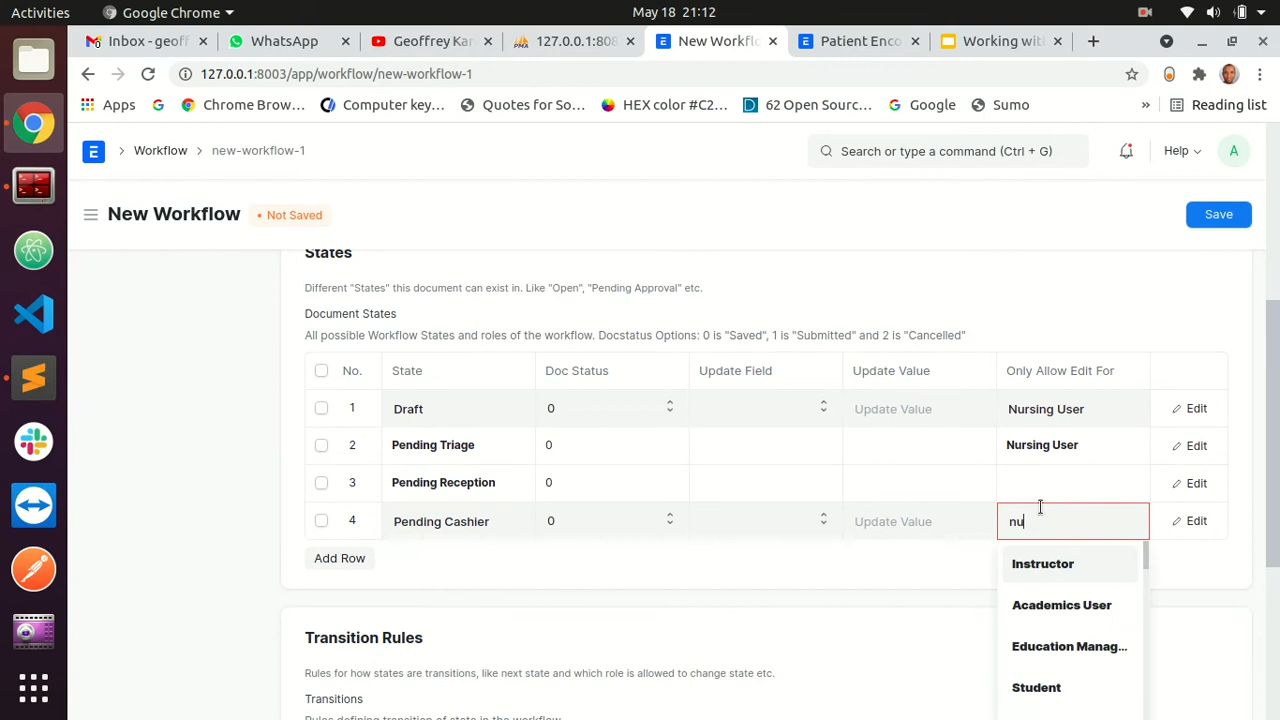 Activities
Google Chrome
May 18 21:12
Inbox - geoff
WhatsApp
Geoffrey Kar
127.0.0.1:808
New Workflo
Patient Enco
Working wit
127.0.0.1:8003/app/workflow/new-workflow-1
Apps
Chrome Brow...
Computer key...
Quotes for So...
HEX color #C2...
62 Open Sourc...
Google
Sumo
»
Reading list
E
Workflow
new-workflow-1
Search or type a command (Ctrl + G)
Help
A
New Workflow
• Not Saved
Save
States
Different "States" this document can exist in. Like "Open", "Pending Approval" etc.
Document States
All possible Workflow States and roles of the workflow. Docstatus Options: 0 is "Saved", 1 is "Submitted" and 2 is "Cancelled"
No. State Doc Status Update Field Update Value Only Allow Edit For
1 Draft 0 Update Value Nursing User Edit
2 Pending Triage 0 Nursing User Edit
3 Pending Reception 0 Edit
4 Pending Cashier 0 Update Value nu Edit
Add Row
Instructor
Academics User
Education Manag...
Student
Transition Rules
Rules for how states are transitions, like next state and which role is allowed to change state etc.
Transitions
Rules defining transition of state in the workflow.